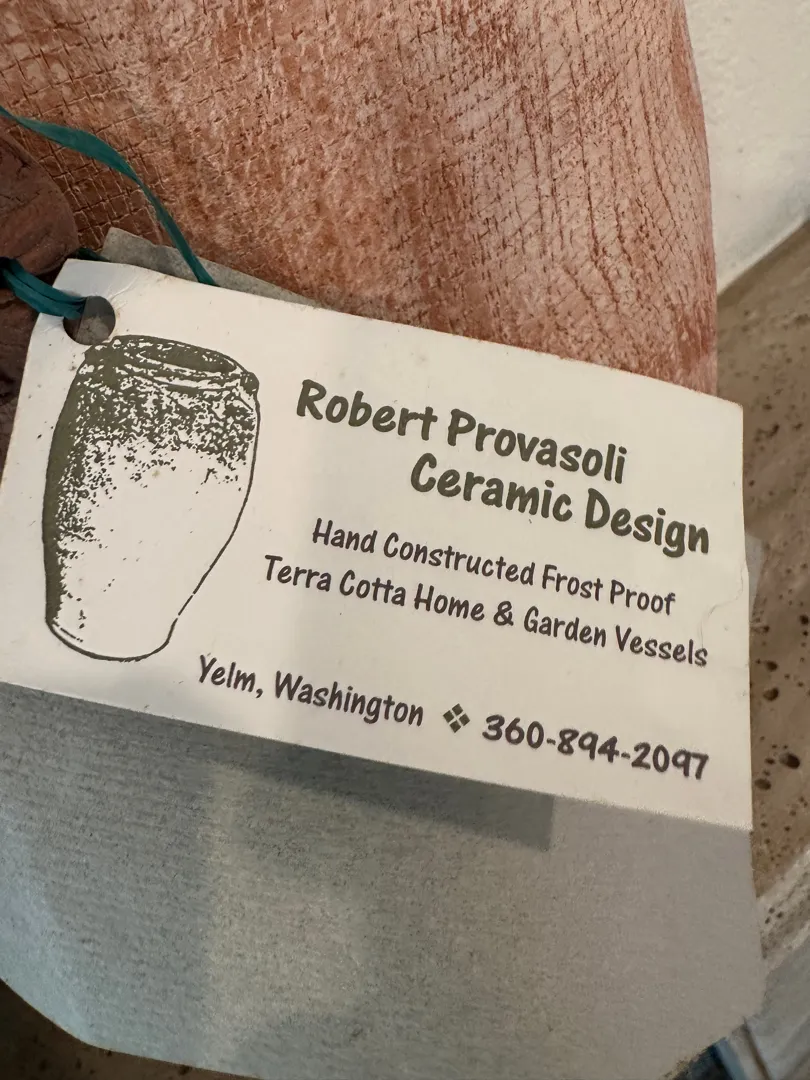 Robert Provasoli
Ceramic Design
Hand Constructed Frost Proof
Terra Cotta Home & Garden Vessels
Yelm, Washington ❖ 360-894-2097